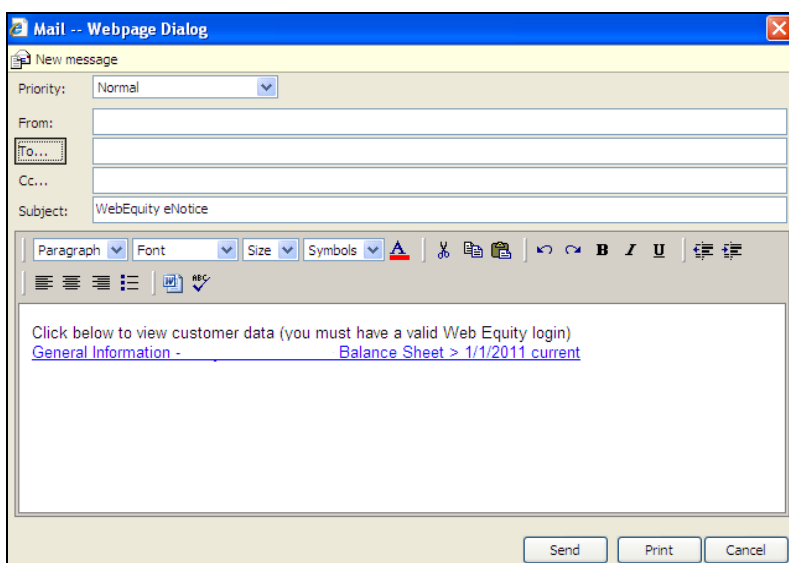 Mail -- Webpage Dialog
New message
Priority: Normal
From:
To...
Cc...
Subject: WebEquity eNotice
Paragraph Font Size Symbols A B I U
ABC
Click below to view customer data (you must have a valid Web Equity login)
General Information - Balance Sheet > 1/1/2011 current
Send Print Cancel